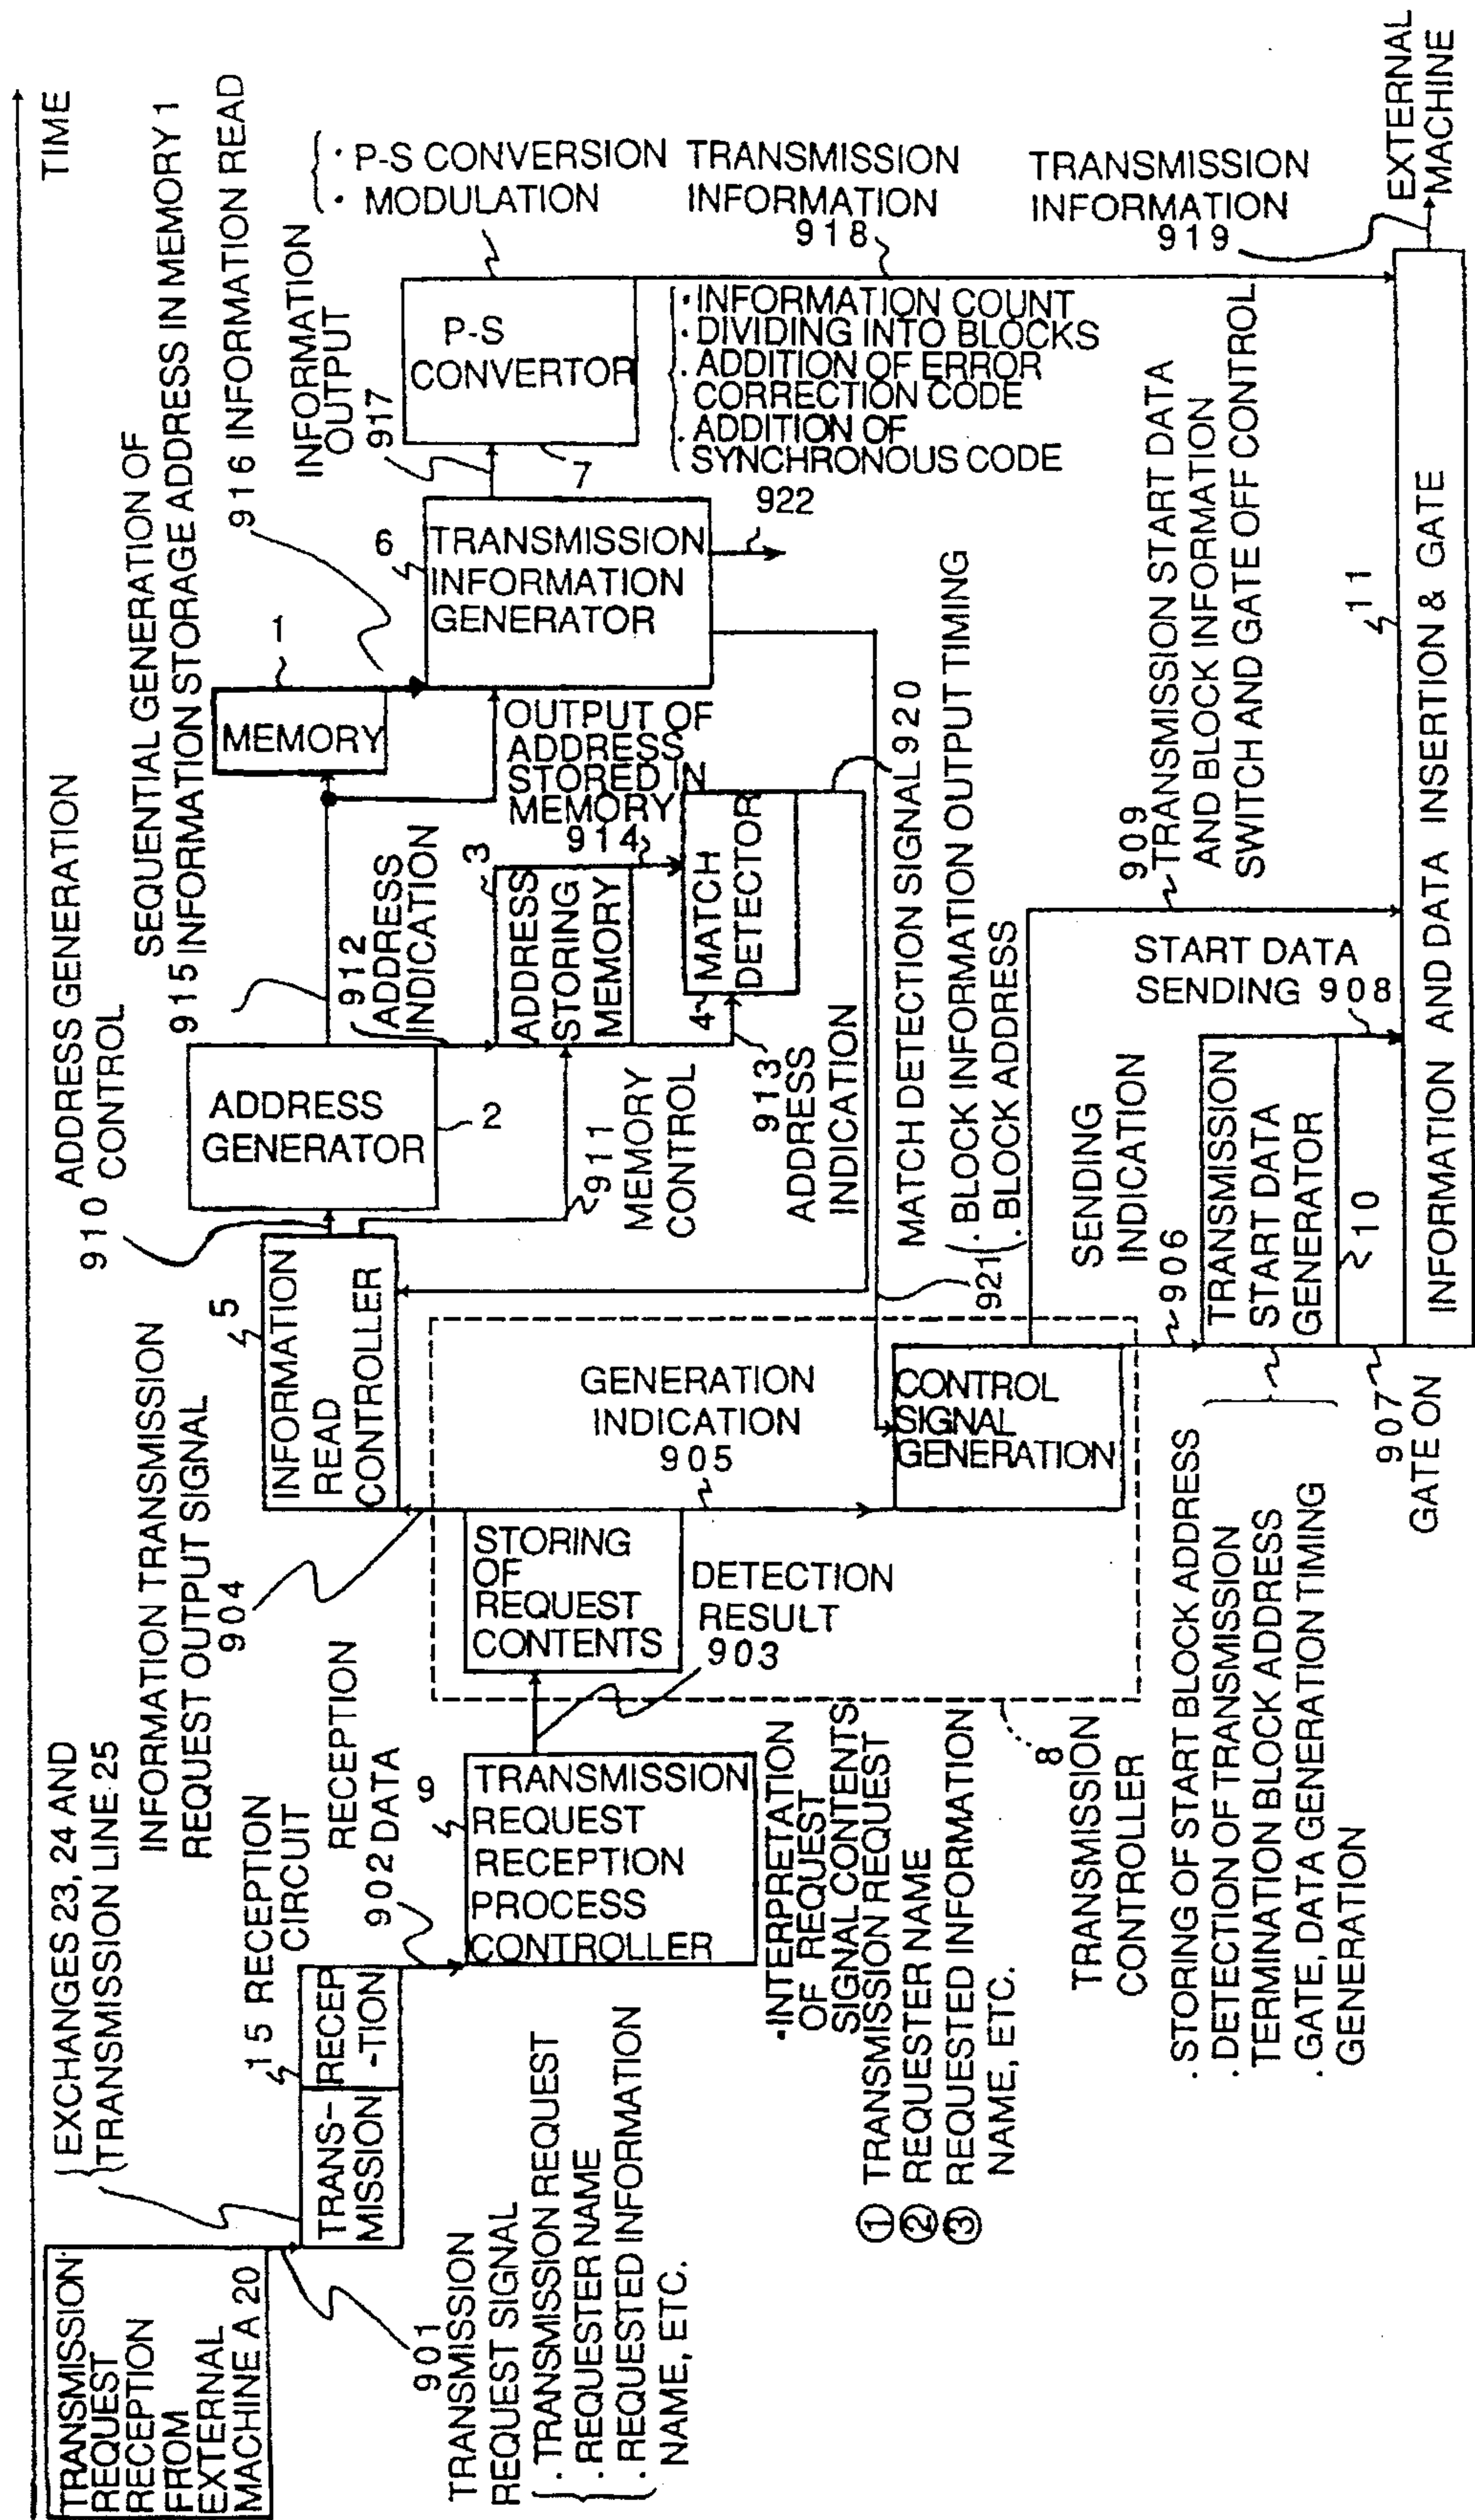 TIME
TRANSMISSION
REQUEST
RECEPTION
FROM
EXTERNAL
MACHINE A 20
901
TRANSMISSION
REQUEST SIGNAL
. TRANSMISSION REQUEST
. REQUESTER NAME
. REQUESTED INFORMATION
NAME, ETC.
EXCHANGES 23, 24 AND
TRANSMISSION LINE 25
TRANS-
MISSION
RECEP
-TION
15 RECEPTION
CIRCUIT
RECEPTION
902 DATA
9
TRANSMISSION
REQUEST
RECEPTION
PROCESS
CONTROLLER
·INTERPRETATION
OF REQUEST
SIGNAL CONTENTS
① TRANSMISSION REQUEST
② REQUESTER NAME
③ REQUESTED INFORMATION
NAME, ETC.
INFORMATION TRANSMISSION
REQUEST OUTPUT SIGNAL
904
STORING
OF
REQUEST
CONTENTS
DETECTION
RESULT
903
GENERATION
INDICATION
905
CONTROL
SIGNAL
GENERATION
8
TRANSMISSION
CONTROLLER
. STORING OF START BLOCK ADDRESS
. DETECTION OF TRANSMISSION
TERMINATION BLOCK ADDRESS
. GATE, DATA GENERATION TIMING
GENERATION
5
INFORMATION
READ
CONTROLLER
910
ADDRESS GENERATION
CONTROL
ADDRESS
GENERATOR
2
911
MEMORY
CONTROL
912
ADDRESS
INDICATION
3
ADDRESS
STORING
MEMORY
913
ADDRESS
INDICATION
4
MATCH
DETECTOR
OUTPUT OF
ADDRESS
STORED IN
MEMORY
914
SEQUENTIAL GENERATION OF
915 INFORMATION STORAGE ADDRESS IN MEMORY 1
MEMORY
1
916 INFORMATION READ
6
TRANSMISSION
INFORMATION
GENERATOR
922
INFORMATION
OUTPUT
917
P-S
CONVERTOR
7
· P-S CONVERSION
· MODULATION
· INFORMATION COUNT
· DIVIDING INTO BLOCKS
. ADDITION OF ERROR
CORRECTION CODE
. ADDITION OF
SYNCHRONOUS CODE
TRANSMISSION
INFORMATION
918
TRANSMISSION
INFORMATION
919
EXTERNAL
MACHINE
MATCH DETECTION SIGNAL 920
921
. BLOCK INFORMATION OUTPUT TIMING
. BLOCK ADDRESS
SENDING
INDICATION
906
TRANSMISSION
START DATA
GENERATOR
10
907
GATE ON
START DATA
SENDING 908
909
TRANSMISSION START DATA
AND BLOCK INFORMATION
SWITCH AND GATE OFF CONTROL
11
INFORMATION AND DATA INSERTION & GATE